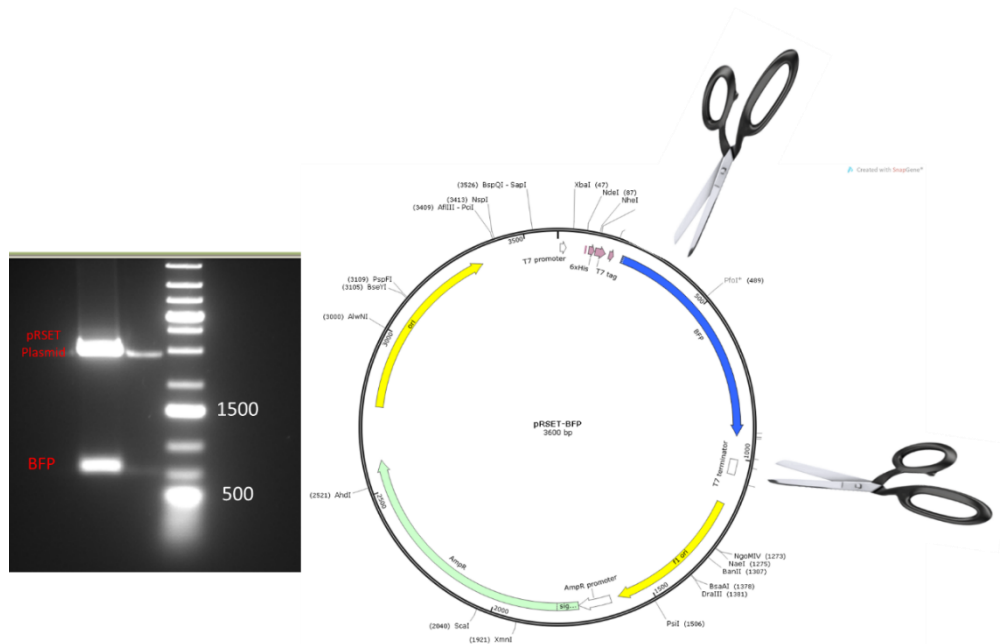 Created with SnapGene®
(3526) BspQI - SapI
(3413) NspI
(3409) AflIII - PciI
XbaI (47)
NdeI (87)
NheI
3500
T7 promoter
6xHis
T7 tag
PfoI* (489)
500
BFP
(3109) PspFI
(3105) BseYI
(3000) AlwNI
3000
ori
pRSET
Plasmid
1500
BFP
500
pRSET-BFP
3600 bp
1000
T7 terminator
(2521) AhdI
2500
AmpR
f1 ori
NgoMIV (1273)
NaeI (1275)
BanII (1307)
BsaAI (1378)
DraIII (1381)
AmpR promoter
1500
PsiI (1506)
sig...
2000
(2040) ScaI
(1921) XmnI